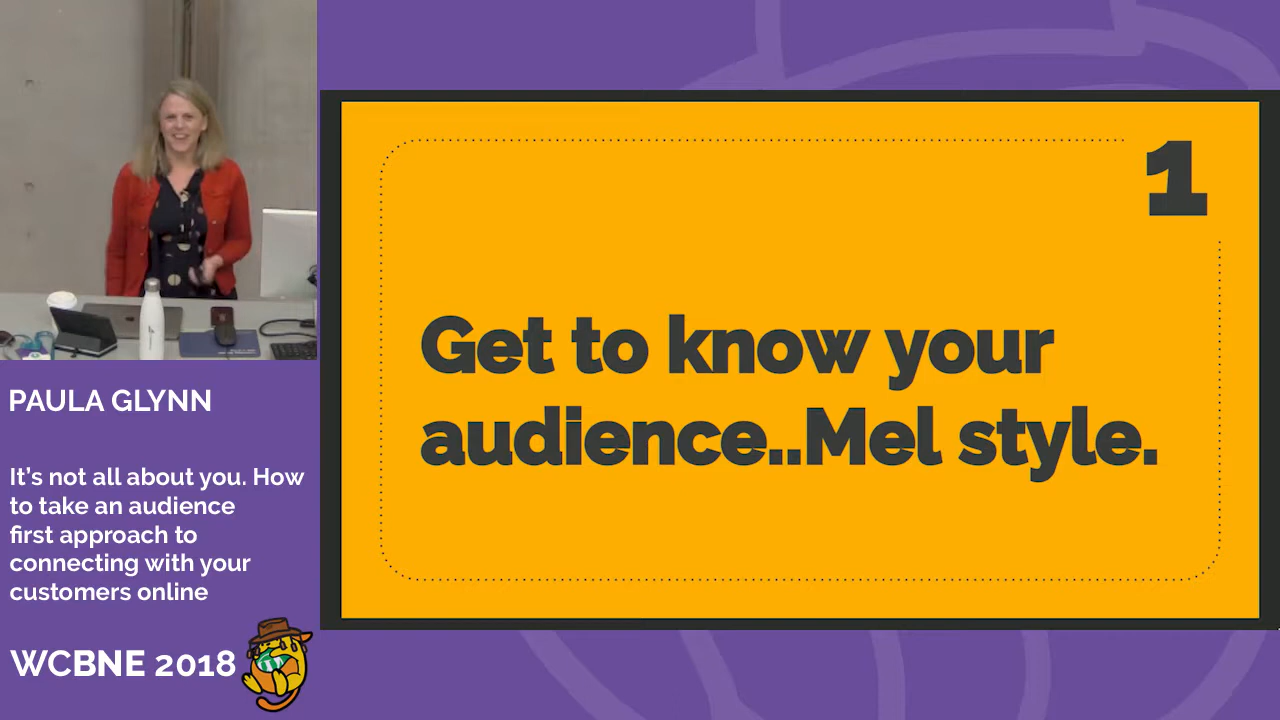 PAULA GLYNN
It's not all about you. How
to take an audience
first approach to
connecting with your
customers online
WCBNE 2018
1
Get to know your
audience..Mel style.